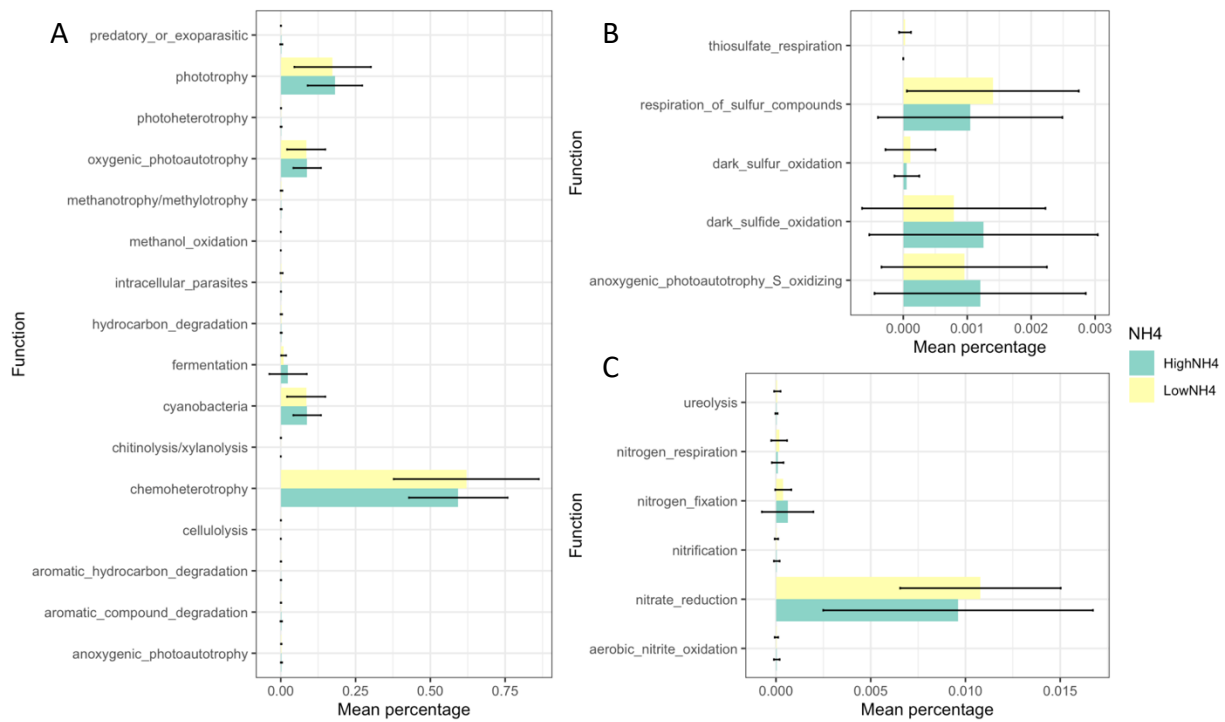 A
Function
predatory_or_exoparasitic
phototrophy
photoheterotrophy
oxygenic_photoautotrophy
methanotrophy/methylotrophy
methanol_oxidation
intracellular_parasites
hydrocarbon_degradation
fermentation
cyanobacteria
chitinolysis/xylanolysis
chemoheterotrophy
cellulolysis
aromatic_hydrocarbon_degradation
aromatic_compound_degradation
anoxygenic_photoautotrophy
0.00 0.25 0.50 0.75
Mean percentage
B
Function
thiosulfate_respiration
respiration_of_sulfur_compounds
dark_sulfur_oxidation
dark_sulfide_oxidation
anoxygenic_photoautotrophy_S_oxidizing
0.000 0.001 0.002 0.003
Mean percentage
C
Function
ureolysis
nitrogen_respiration
nitrogen_fixation
nitrification
nitrate_reduction
aerobic_nitrite_oxidation
0.000 0.005 0.010 0.015
Mean percentage
NH4
HighNH4
LowNH4